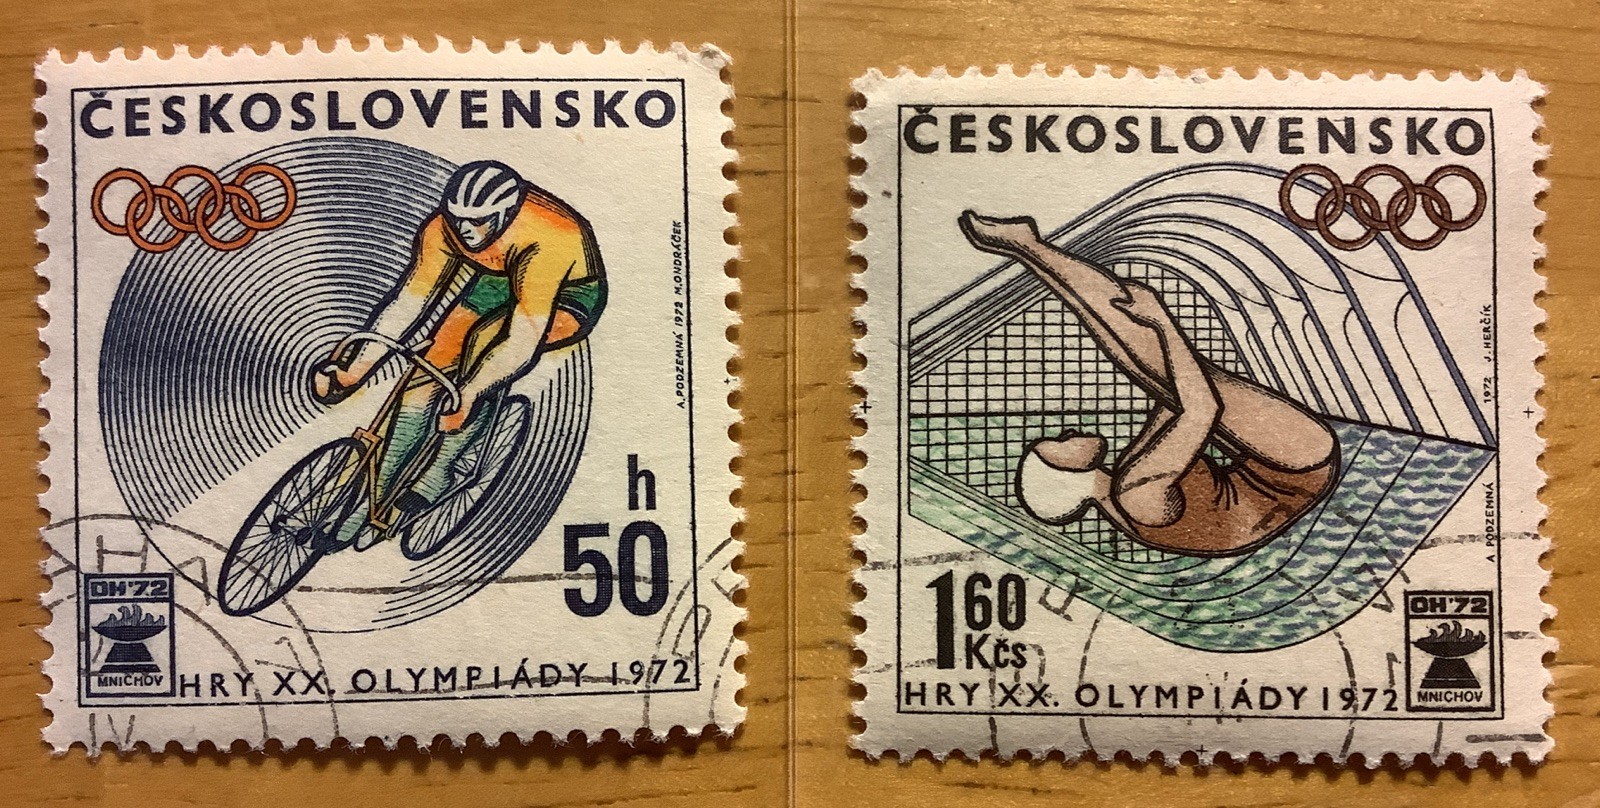 ČESKOSLOVENSKO
A. PODZEMNÁ 1972 M. ONDRÁČEK
h
50
OH'72
MNICHOV
HRY XX. OLYMPIÁDY 1972
ČESKOSLOVENSKO
1972 J. HERČÍK
A PODZEMNÁ
1 60
Kčs
OH'72
MNICHOV
HRY XX. OLYMPIÁDY 1972